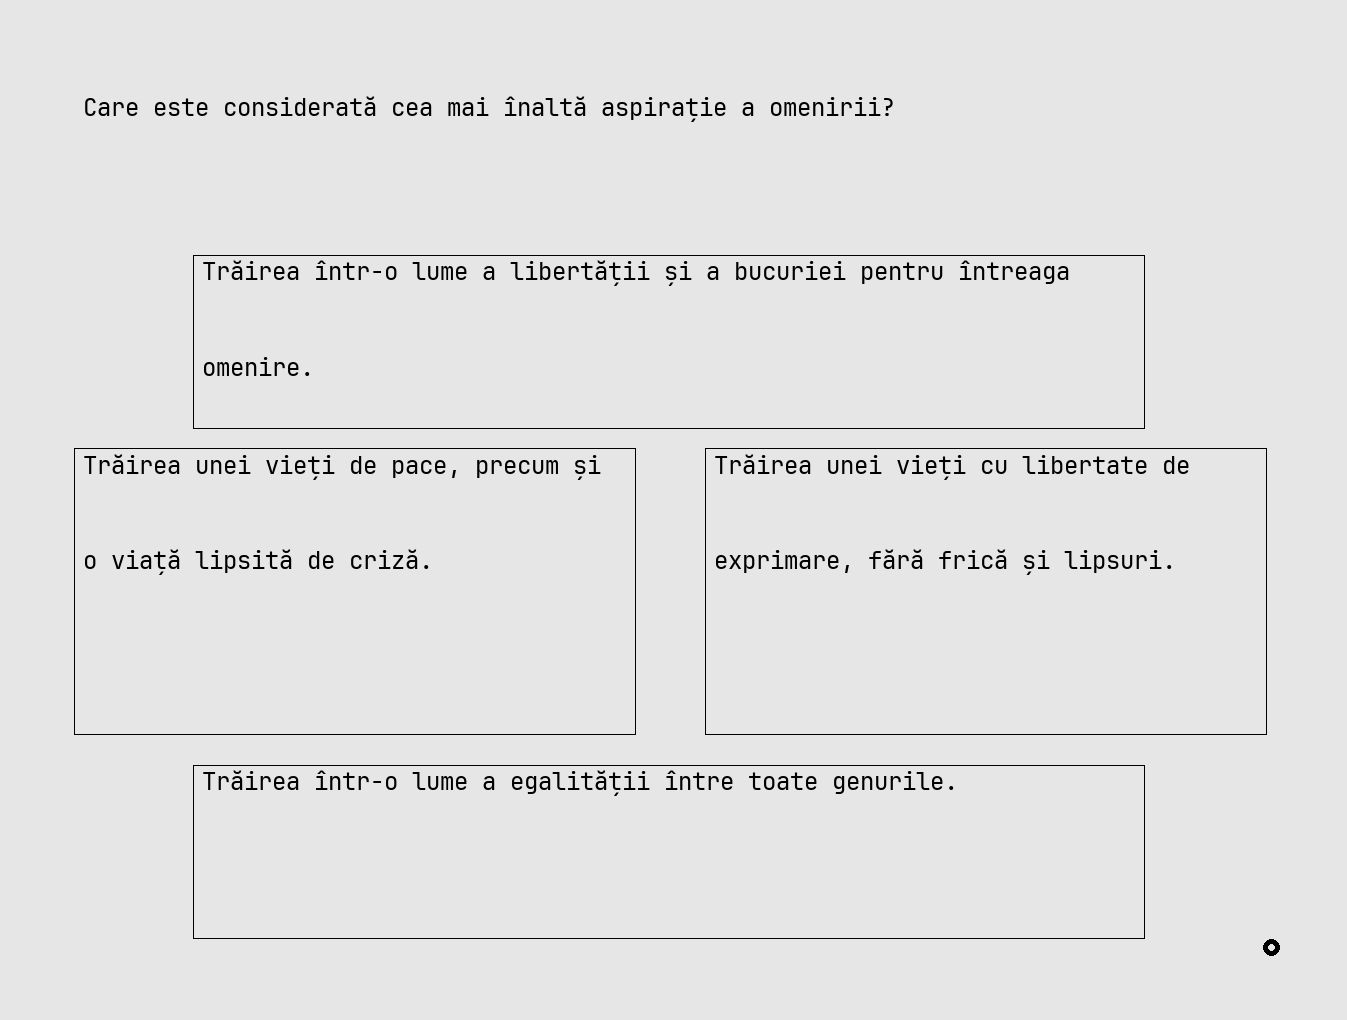 Care este considerată cea mai înaltă aspirație a omenirii?
Trăirea într-o lume a libertății și a bucuriei pentru întreaga
omenire.
Trăirea unei vieți de pace, precum și
o viață lipsită de criză.
Trăirea unei vieți cu libertate de
exprimare, fără frică și lipsuri.
Trăirea într-o lume a egalității între toate genurile.